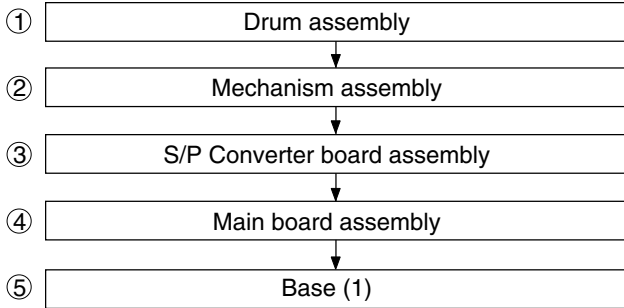 ① Drum assembly
② Mechanism assembly
③ S/P Converter board assembly
④ Main board assembly
⑤ Base (1)